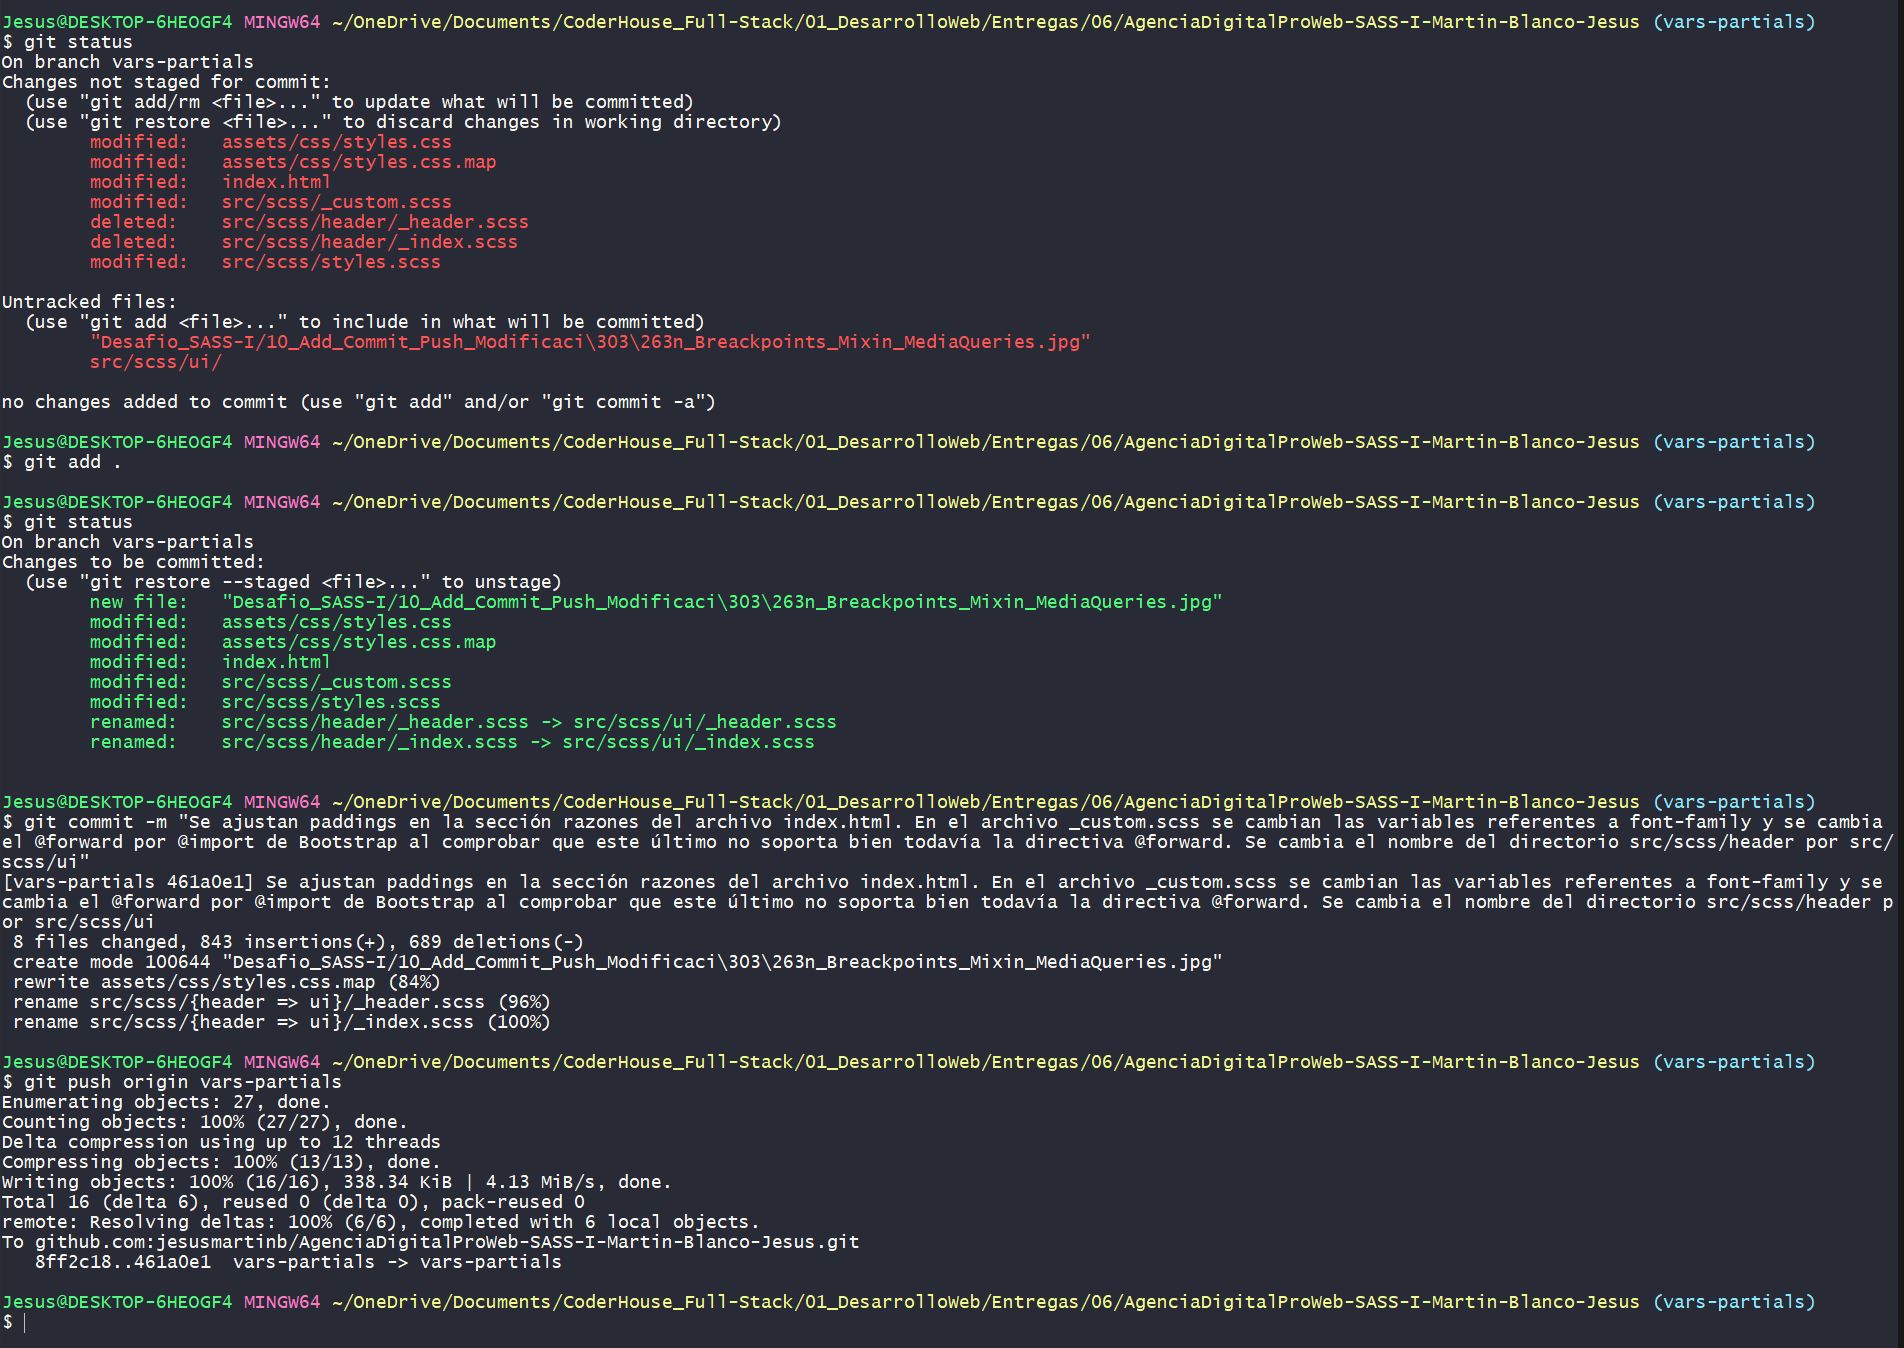 Jesus@DESKTOP-6HEOGF4 MINGW64 ~/OneDrive/Documents/CoderHouse_Full-Stack/01_DesarrolloWeb/Entregas/06/AgenciaDigitalProWeb-SASS-I-Martin-Blanco-Jesus (vars-partials)
$ git status
On branch vars-partials
Changes not staged for commit:
  (use "git add/rm <file>..." to update what will be committed)
  (use "git restore <file>..." to discard changes in working directory)
        modified:   assets/css/styles.css
        modified:   assets/css/styles.css.map
        modified:   index.html
        modified:   src/scss/_custom.scss
        deleted:    src/scss/header/_header.scss
        deleted:    src/scss/header/_index.scss
        modified:   src/scss/styles.scss

Untracked files:
  (use "git add <file>..." to include in what will be committed)
        "Desafio_SASS-I/10_Add_Commit_Push_Modificaci\303\263n_Breackpoints_Mixin_MediaQueries.jpg"
        src/scss/ui/

no changes added to commit (use "git add" and/or "git commit -a")

Jesus@DESKTOP-6HEOGF4 MINGW64 ~/OneDrive/Documents/CoderHouse_Full-Stack/01_DesarrolloWeb/Entregas/06/AgenciaDigitalProWeb-SASS-I-Martin-Blanco-Jesus (vars-partials)
$ git add .

Jesus@DESKTOP-6HEOGF4 MINGW64 ~/OneDrive/Documents/CoderHouse_Full-Stack/01_DesarrolloWeb/Entregas/06/AgenciaDigitalProWeb-SASS-I-Martin-Blanco-Jesus (vars-partials)
$ git status
On branch vars-partials
Changes to be committed:
  (use "git restore --staged <file>..." to unstage)
        new file:   "Desafio_SASS-I/10_Add_Commit_Push_Modificaci\303\263n_Breackpoints_Mixin_MediaQueries.jpg"
        modified:   assets/css/styles.css
        modified:   assets/css/styles.css.map
        modified:   index.html
        modified:   src/scss/_custom.scss
        modified:   src/scss/styles.scss
        renamed:    src/scss/header/_header.scss -> src/scss/ui/_header.scss
        renamed:    src/scss/header/_index.scss -> src/scss/ui/_index.scss

Jesus@DESKTOP-6HEOGF4 MINGW64 ~/OneDrive/Documents/CoderHouse_Full-Stack/01_DesarrolloWeb/Entregas/06/AgenciaDigitalProWeb-SASS-I-Martin-Blanco-Jesus (vars-partials)
$ git commit -m "Se ajustan paddings en la sección razones del archivo index.html. En el archivo _custom.scss se cambian las variables referentes a font-family y se cambia
el @forward por @import de Bootstrap al comprobar que este último no soporta bien todavía la directiva @forward. Se cambia el nombre del directorio src/scss/header por src/
scss/ui"
[vars-partials 461a0e1] Se ajustan paddings en la sección razones del archivo index.html. En el archivo _custom.scss se cambian las variables referentes a font-family y se
cambia el @forward por @import de Bootstrap al comprobar que este último no soporta bien todavía la directiva @forward. Se cambia el nombre del directorio src/scss/header p
or src/scss/ui
 8 files changed, 843 insertions(+), 689 deletions(-)
 create mode 100644 "Desafio_SASS-I/10_Add_Commit_Push_Modificaci\303\263n_Breackpoints_Mixin_MediaQueries.jpg"
 rewrite assets/css/styles.css.map (84%)
 rename src/scss/{header => ui}/_header.scss (96%)
 rename src/scss/{header => ui}/_index.scss (100%)

Jesus@DESKTOP-6HEOGF4 MINGW64 ~/OneDrive/Documents/CoderHouse_Full-Stack/01_DesarrolloWeb/Entregas/06/AgenciaDigitalProWeb-SASS-I-Martin-Blanco-Jesus (vars-partials)
$ git push origin vars-partials
Enumerating objects: 27, done.
Counting objects: 100% (27/27), done.
Delta compression using up to 12 threads
Compressing objects: 100% (13/13), done.
Writing objects: 100% (16/16), 338.34 KiB | 4.13 MiB/s, done.
Total 16 (delta 6), reused 0 (delta 0), pack-reused 0
remote: Resolving deltas: 100% (6/6), completed with 6 local objects.
To github.com:jesusmartinb/AgenciaDigitalProWeb-SASS-I-Martin-Blanco-Jesus.git
   8ff2c18..461a0e1  vars-partials -> vars-partials

Jesus@DESKTOP-6HEOGF4 MINGW64 ~/OneDrive/Documents/CoderHouse_Full-Stack/01_DesarrolloWeb/Entregas/06/AgenciaDigitalProWeb-SASS-I-Martin-Blanco-Jesus (vars-partials)
$